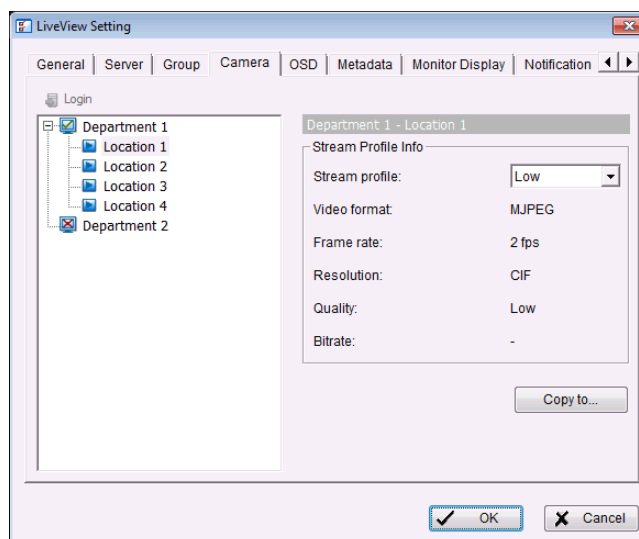 LiveView Setting
General Server Group Camera OSD Metadata Monitor Display Notification
Login
Department 1
Location 1
Location 2
Location 3
Location 4
Department 2
Department 1 - Location 1
Stream Profile Info
Stream profile: Low
Video format: MJPEG
Frame rate: 2 fps
Resolution: CIF
Quality: Low
Bitrate: -
Copy to...
OK Cancel